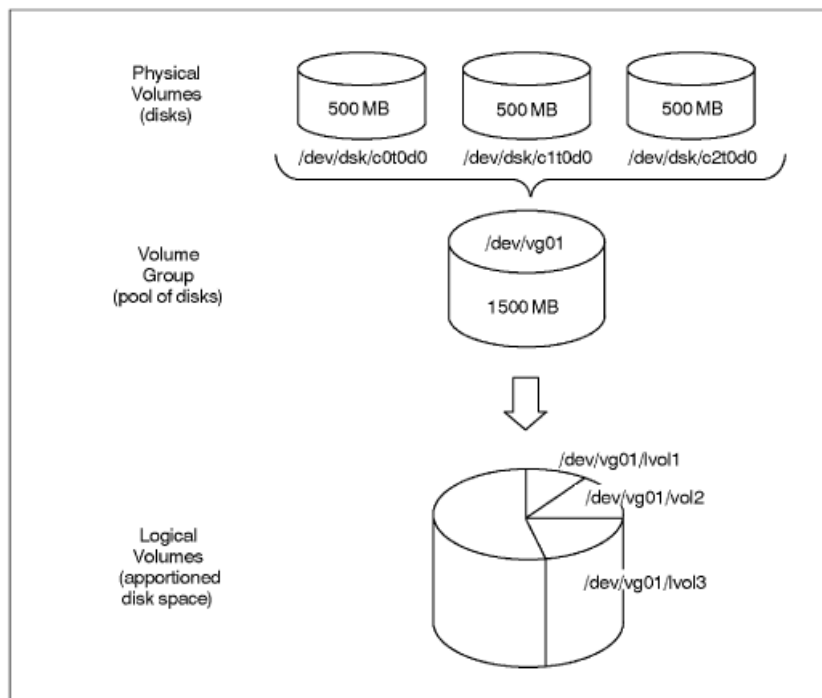 Physical
Volumes
(disks)
500 MB
500 MB
500 MB
/dev/dsk/c0t0d0
/dev/dsk/c1t0d0
/dev/dsk/c2t0d0
Volume
Group
(pool of disks)
/dev/vg01
1500 MB
Logical
Volumes
(apportioned
disk space)
/dev/vg01/lvol1
/dev/vg01/vol2
/dev/vg01/lvol3